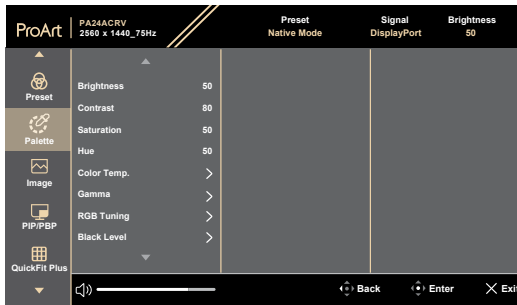 ProArt
PA24ACRV
2560 x 1440_75Hz
Preset
Native Mode
Signal
DisplayPort
Brightness
50
Preset
Palette
Image
PIP/PBP
QuickFit Plus
Brightness 50
Contrast 80
Saturation 50
Hue 50
Color Temp.
Gamma
RGB Tuning
Black Level
Back
Enter
Exi